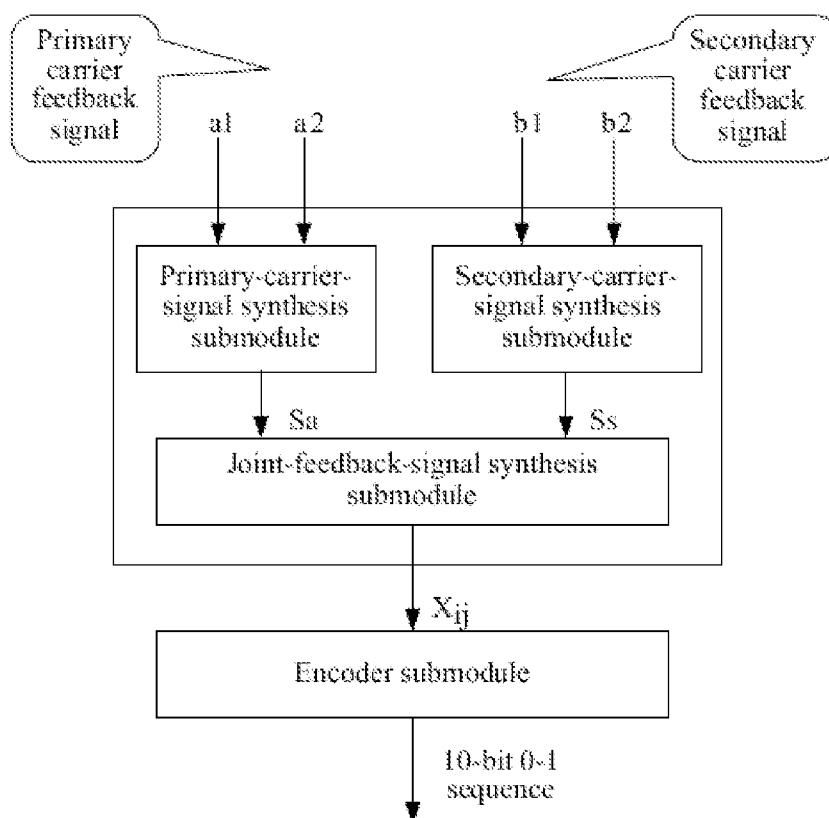 Primary
carrier
feedback
signal
Secondary
carrier
feedback
signal
a1 a2 b1 b2
Primary-carrier-
signal synthesis
submodule
Secondary-carrier-
signal synthesis
submodule
Sa Ss
Joint-feedback-signal synthesis
submodule
Xij
Encoder submodule
10-bit 0-1
sequence